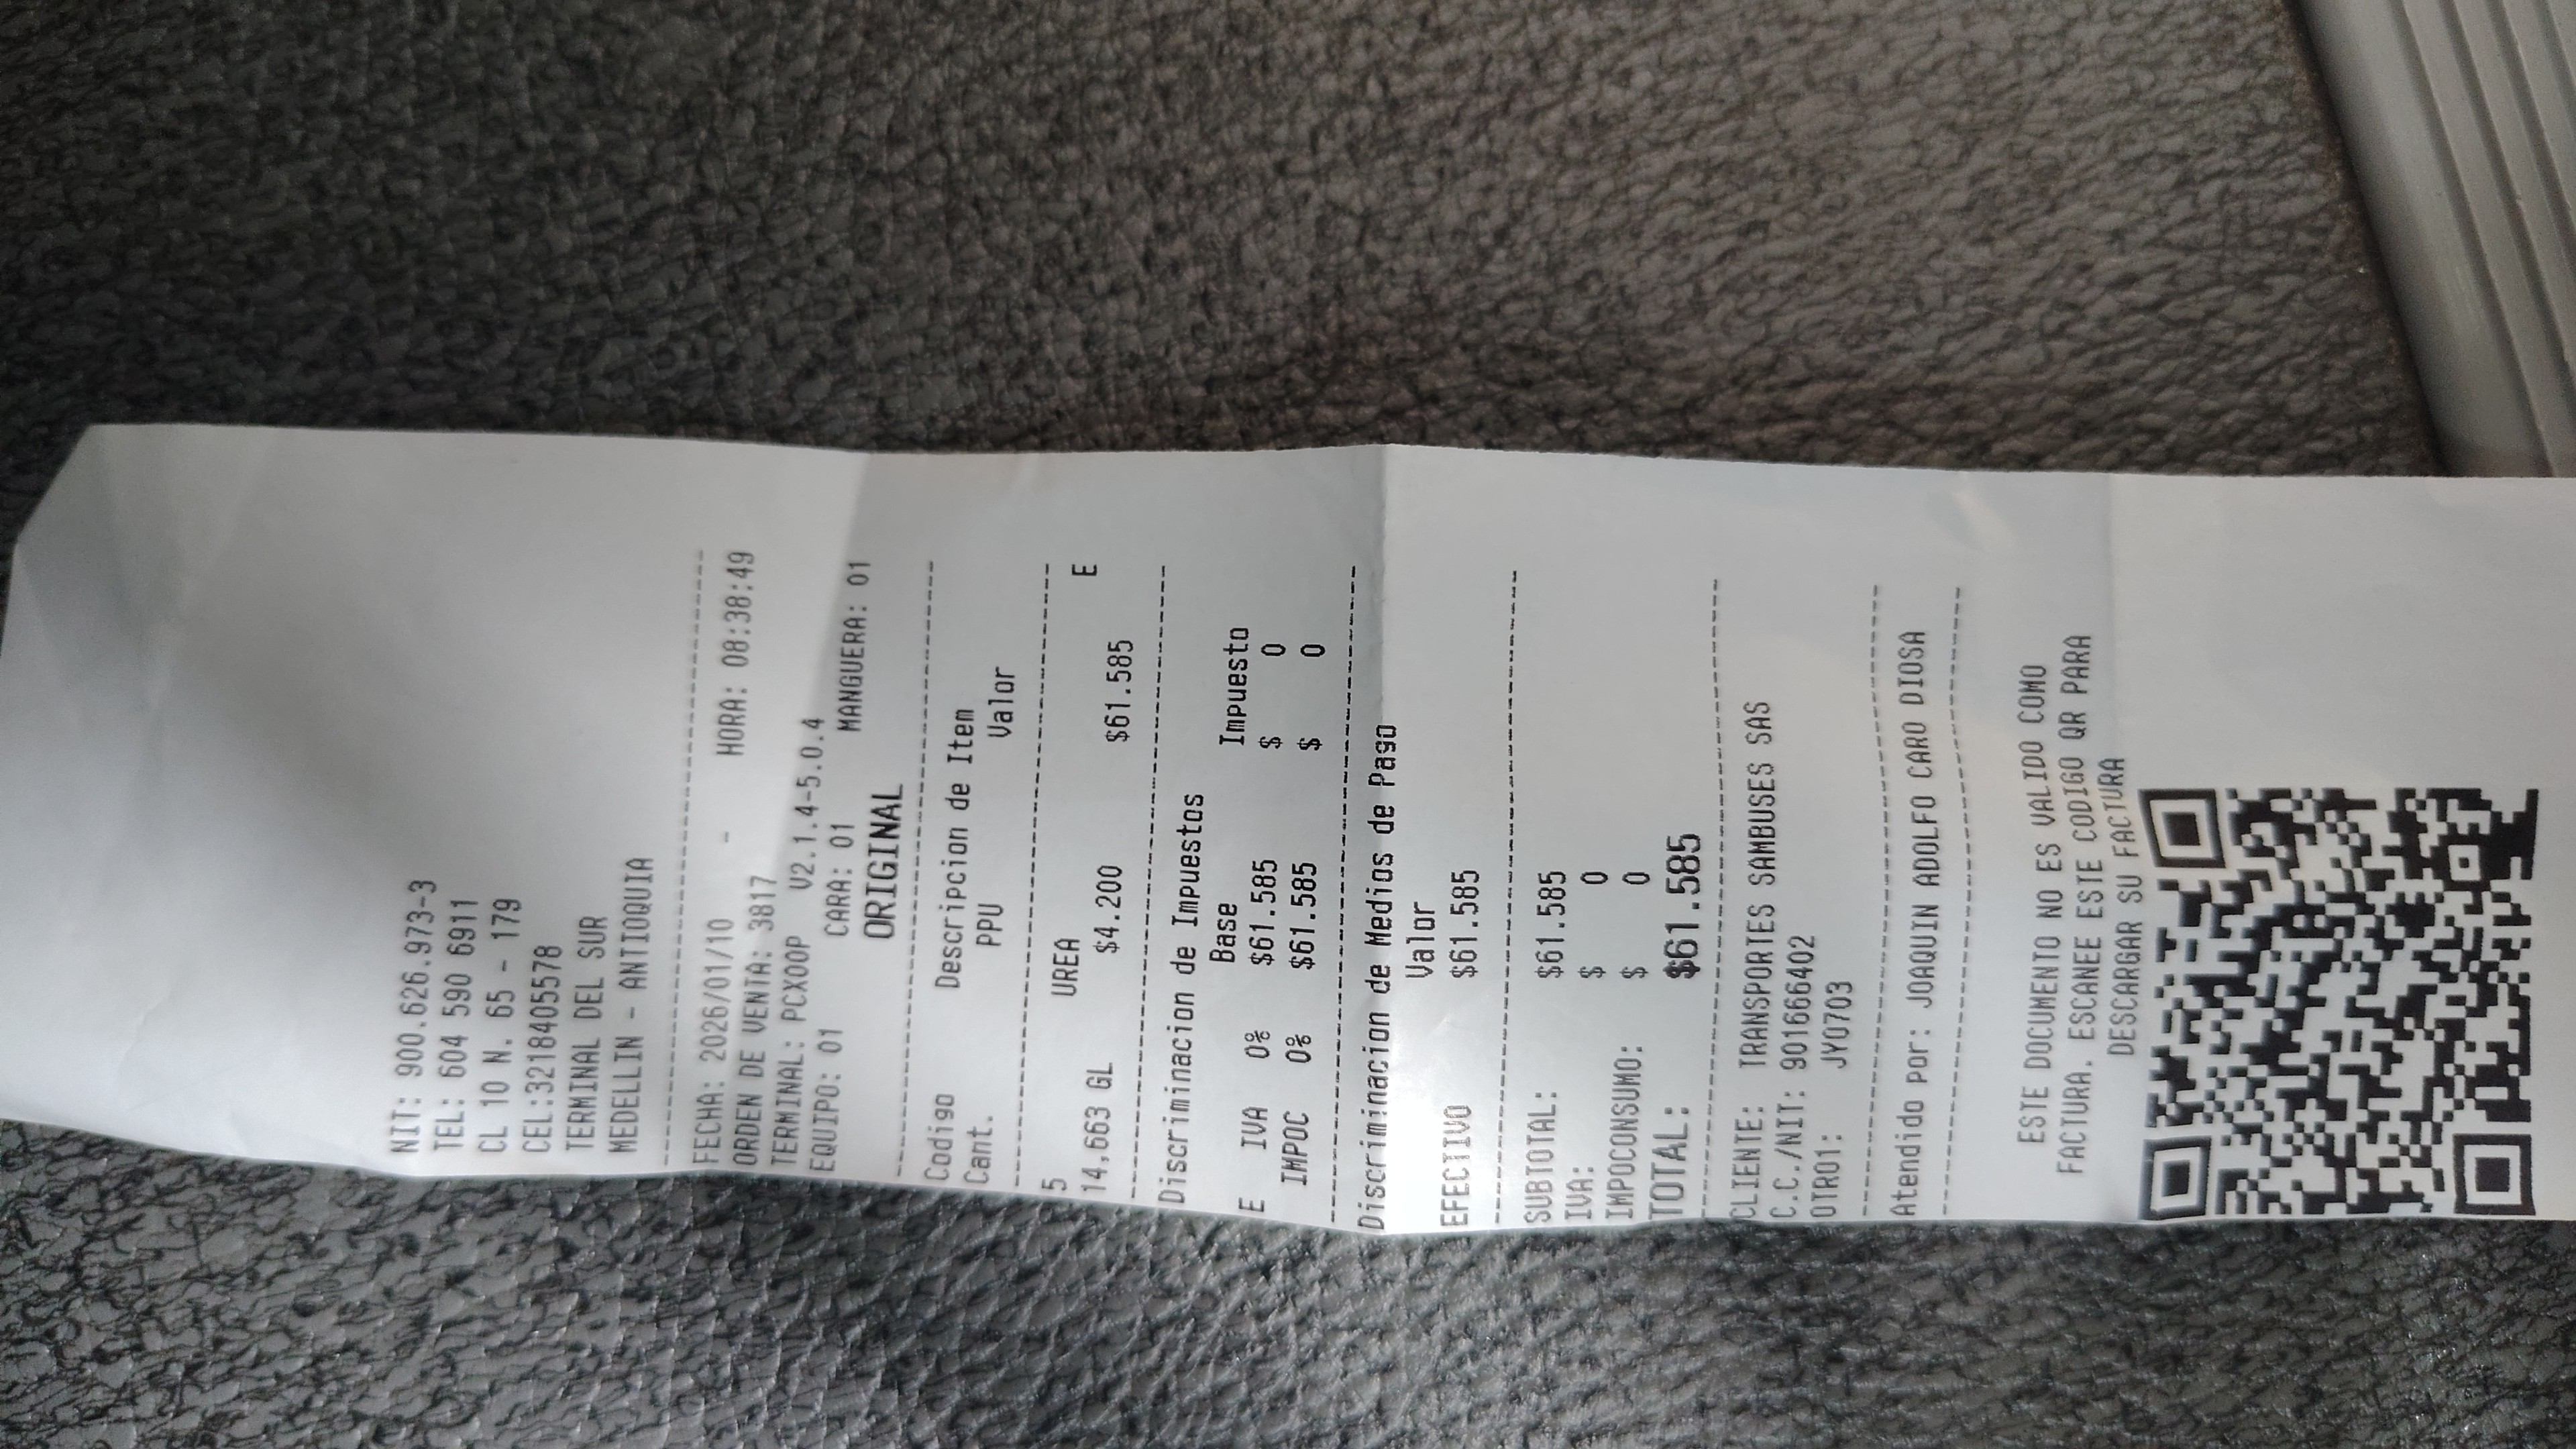 NIT: 900.626.973-3
TEL: 604 590 6911
CL 10 N. 65 - 179
CEL:3218405578
TERMINAL DEL SUR
MEDELLIN - ANTIOQUIA
FECHA: 2026/01/10 - HORA: 08:38:49
ORDEN DE VENTA: 3817
TERMINAL: PCX00P V2.1.4-5.0.4
EQUIPO: 01 CARA: 01 MANGUERA: 01
ORIGINAL
Codigo Descripcion de Item
Cant. PPU Valor
5 UREA E
14,663 GL $4.200 $61.585
Discriminacion de Impuestos
Base Impuesto
E IVA 0% $61.585 $ 0
IMPOC 0% $61.585 $ 0
Discriminacion de Medios de Pago
Valor
EFECTIVO $61.585
SUBTOTAL: $61.585
IVA: $ 0
IMPOCONSUMO: $ 0
TOTAL: $61.585
CLIENTE: TRANSPORTES SAMBUSES SAS
C.C./NIT: 9016666402
OTRO1: JYO703
Atendido por: JOAQUIN ADOLFO CARO DIOSA
ESTE DOCUMENTO NO ES VALIDO COMO
FACTURA. ESCANEE ESTE CODIGO QR PARA
DESCARGAR SU FACTURA